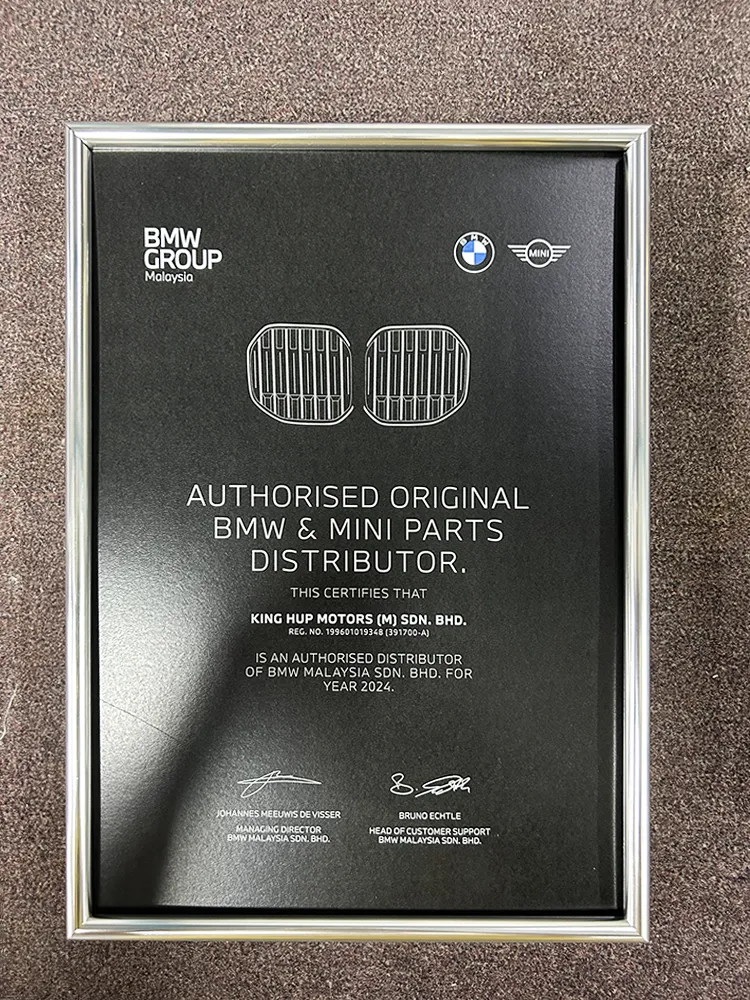 BMW
GROUP
Malaysia
BMW
MINI
AUTHORISED ORIGINAL
BMW & MINI PARTS
DISTRIBUTOR.
THIS CERTIFIES THAT
KING HUP MOTORS (M) SDN. BHD.
REG. NO. 199601019348 (391700-A)
IS AN AUTHORISED DISTRIBUTOR
OF BMW MALAYSIA SDN. BHD. FOR
YEAR 2024.
JOHANNES MEEUWIS DE VISSER
MANAGING DIRECTOR
BMW MALAYSIA SDN. BHD.
BRUNO ECHTLE
HEAD OF CUSTOMER SUPPORT
BMW MALAYSIA SDN. BHD.